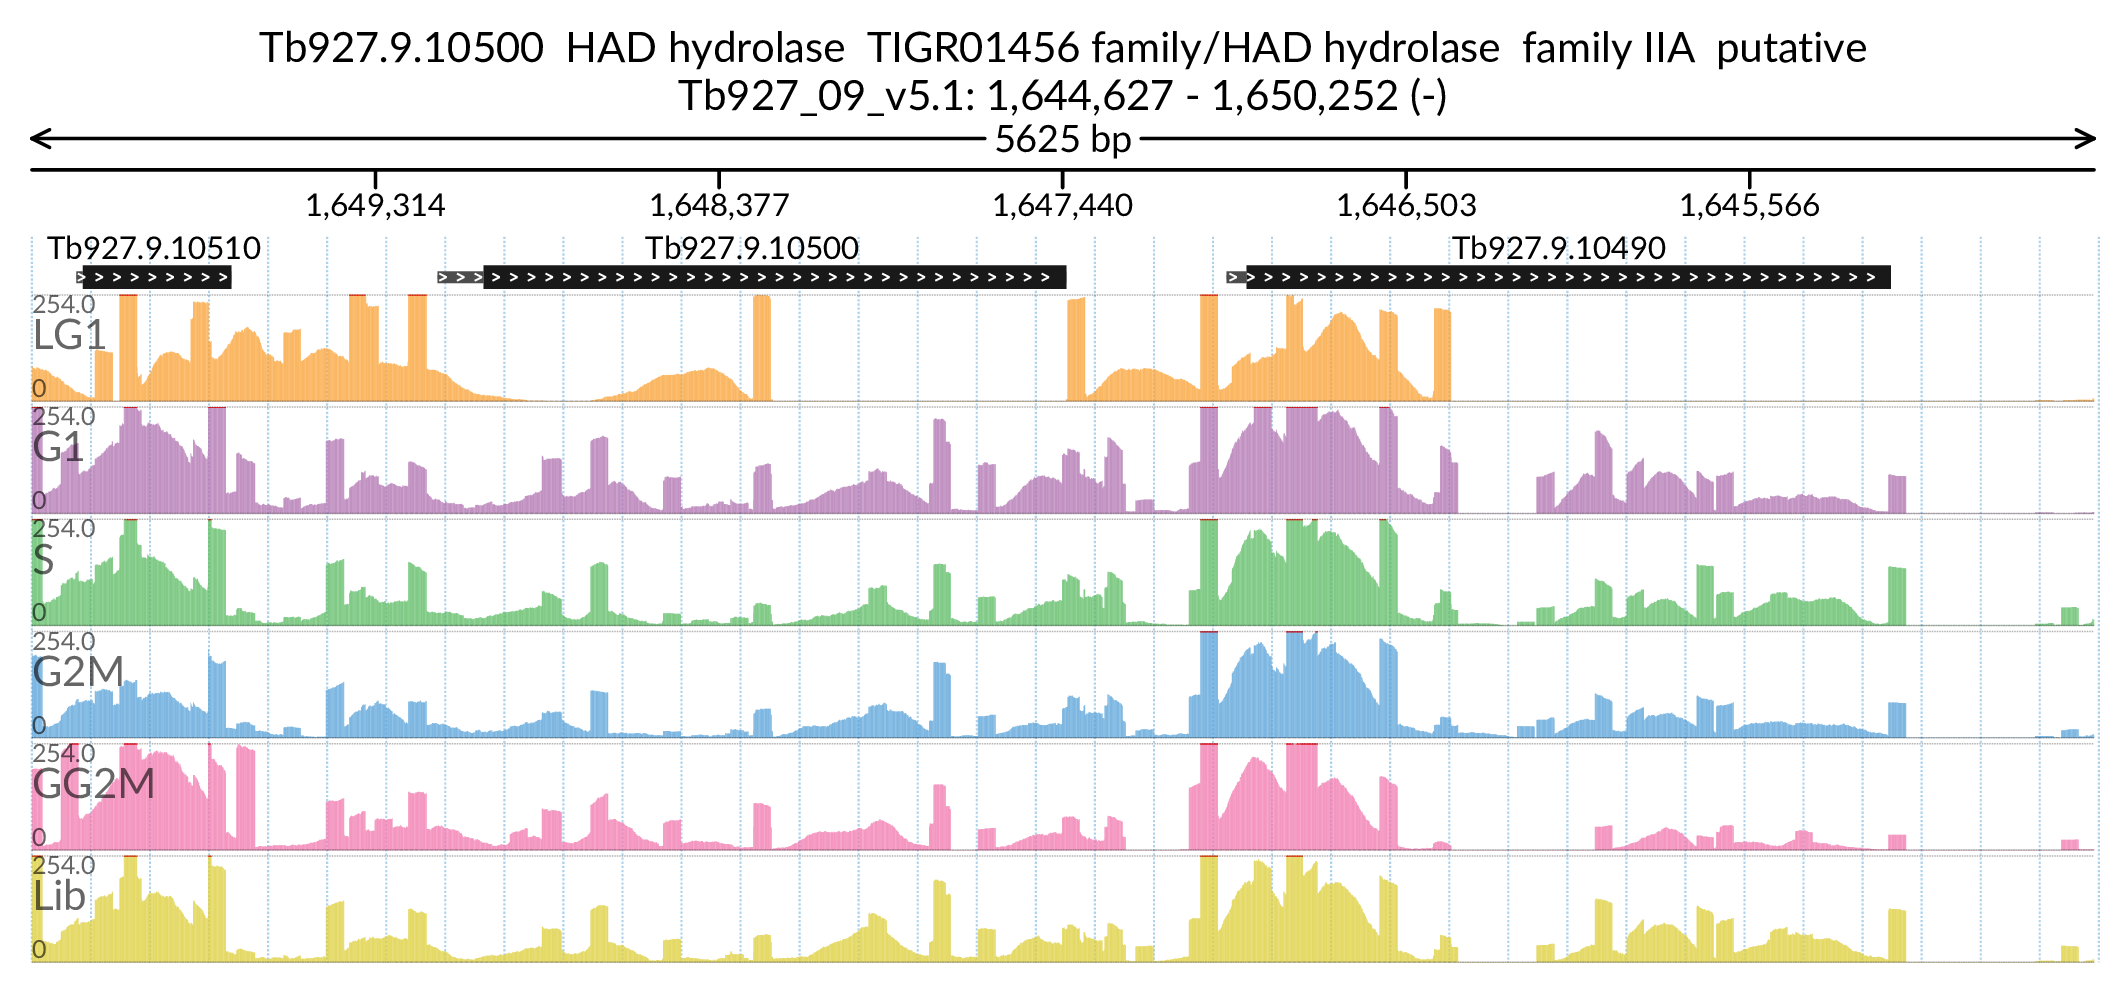 Tb927.9.10500  HAD hydrolase  TIGR01456 family/HAD hydrolase  family IIA  putative
Tb927_09_v5.1: 1,644,627 - 1,650,252 (-)
5625 bp
1,649,314 1,648,377 1,647,440 1,646,503 1,645,566
Tb927.9.10510 Tb927.9.10500 Tb927.9.10490
254.0
LG1
0
254.0
G1
0
254.0
S
0
254.0
G2M
0
254.0
GG2M
0
254.0
Lib
0